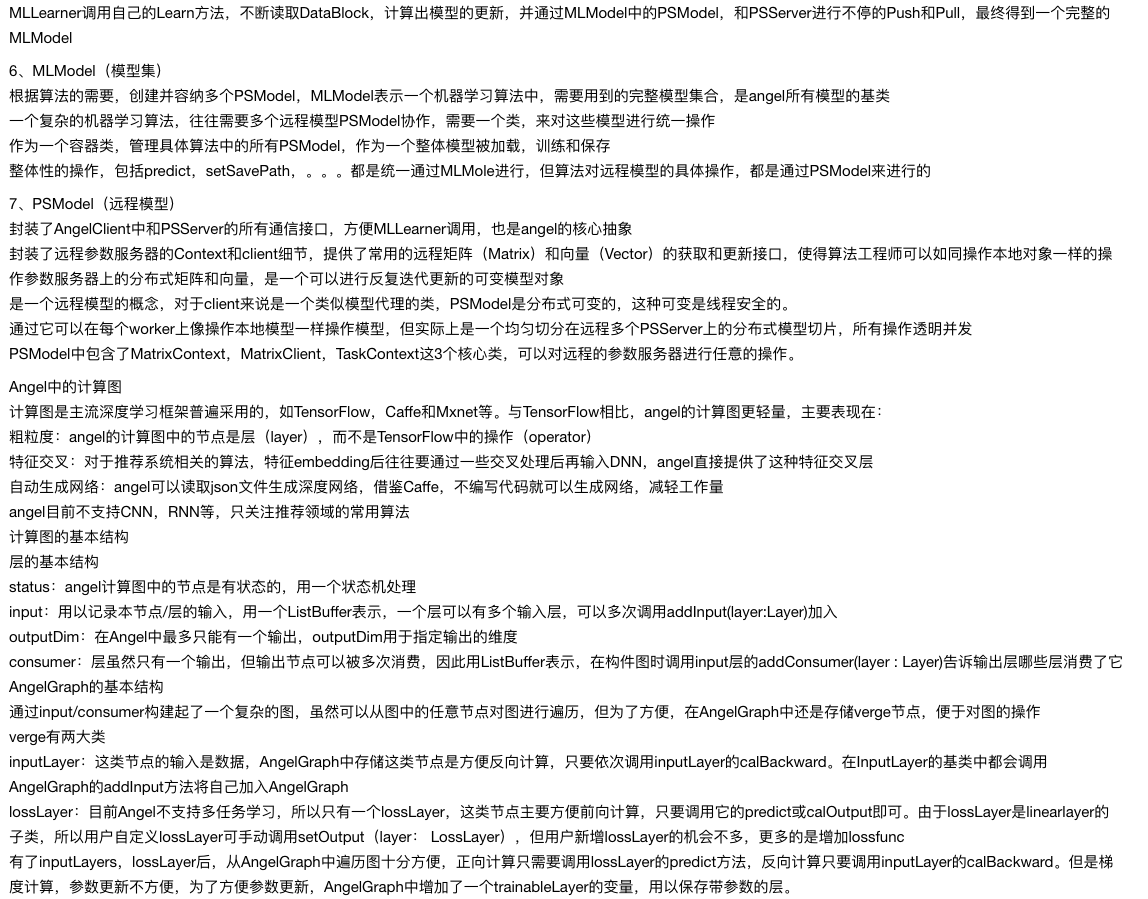 MLLearner调用自己的Learn方法，不断读取DataBlock，计算出模型的更新，并通过MLModel中的PSModel，和PSServer进行不停的Push和Pull，最终得到一个完整的
MLModel
6、MLModel（模型集）
根据算法的需要，创建并容纳多个PSModel，MLModel表示一个机器学习算法中，需要用到的完整模型集合，是angel所有模型的基类
一个复杂的机器学习算法，往往需要多个远程模型PSModel协作，需要一个类，来对这些模型进行统一操作
作为一个容器类，管理具体算法中的所有PSModel，作为一个整体模型被加载，训练和保存
整体性的操作，包括predict，setSavePath，。。。都是统一通过MLMole进行，但算法对远程模型的具体操作，都是通过PSModel来进行的
7、PSModel（远程模型）
封装了AngelClient中和PSServer的所有通信接口，方便MLLearner调用，也是angel的核心抽象
封装了远程参数服务器的Context和client细节，提供了常用的远程矩阵（Matrix）和向量（Vector）的获取和更新接口，使得算法工程师可以如同操作本地对象一样的操
作参数服务器上的分布式矩阵和向量，是一个可以进行反复迭代更新的可变模型对象
是一个远程模型的概念，对于client来说是一个类似模型代理的类，PSModel是分布式可变的，这种可变是线程安全的。
通过它可以在每个worker上像操作本地模型一样操作模型，但实际上是一个均匀切分在远程多个PSServer上的分布式模型切片，所有操作透明并发
PSModel中包含了MatrixContext，MatrixClient，TaskContext这3个核心类，可以对远程的参数服务器进行任意的操作。
Angel中的计算图
计算图是主流深度学习框架普遍采用的，如TensorFlow，Caffe和Mxnet等。与TensorFlow相比，angel的计算图更轻量，主要表现在：
粗粒度：angel的计算图中的节点是层（layer），而不是TensorFlow中的操作（operator）
特征交叉：对于推荐系统相关的算法，特征embedding后往往要通过一些交叉处理后再输入DNN，angel直接提供了这种特征交叉层
自动生成网络：angel可以读取json文件生成深度网络，借鉴Caffe，不编写代码就可以生成网络，减轻工作量
angel目前不支持CNN，RNN等，只关注推荐领域的常用算法
计算图的基本结构
层的基本结构
status：angel计算图中的节点是有状态的，用一个状态机处理
input：用以记录本节点/层的输入，用一个ListBuffer表示，一个层可以有多个输入层，可以多次调用addInput(layer:Layer)加入
outputDim：在Angel中最多只能有一个输出，outputDim用于指定输出的维度
consumer：层虽然只有一个输出，但输出节点可以被多次消费，因此用ListBuffer表示，在构件图时调用input层的addConsumer(layer : Layer)告诉输出层哪些层消费了它
AngelGraph的基本结构
通过input/consumer构建起了一个复杂的图，虽然可以从图中的任意节点对图进行遍历，但为了方便，在AngelGraph中还是存储verge节点，便于对图的操作
verge有两大类
inputLayer：这类节点的输入是数据，AngelGraph中存储这类节点是方便反向计算，只要依次调用inputLayer的calBackward。在InputLayer的基类中都会调用
AngelGraph的addInput方法将自己加入AngelGraph
lossLayer：目前Angel不支持多任务学习，所以只有一个lossLayer，这类节点主要方便前向计算，只要调用它的predict或calOutput即可。由于lossLayer是linearlayer的
子类，所以用户自定义lossLayer可手动调用setOutput（layer： LossLayer），但用户新增lossLayer的机会不多，更多的是增加lossfunc
有了inputLayers，lossLayer后，从AngelGraph中遍历图十分方便，正向计算只需要调用lossLayer的predict方法，反向计算只要调用inputLayer的calBackward。但是梯
度计算，参数更新不方便，为了方便参数更新，AngelGraph中增加了一个trainableLayer的变量，用以保存带参数的层。